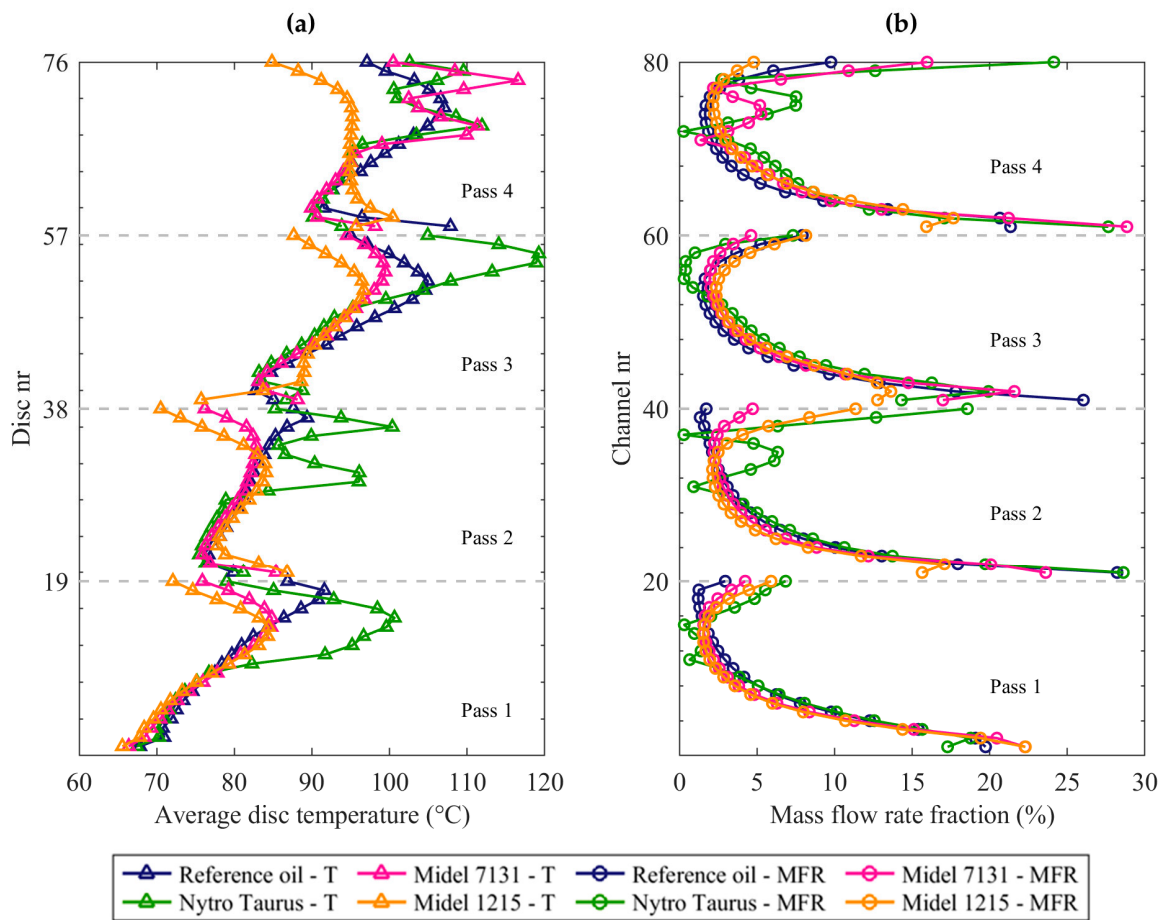 (a)
(b)
76
57
38
19
Disc nr
Pass 4
Pass 3
Pass 2
Pass 1
60 70 80 90 100 110 120
Average disc temperature (°C)
80
60
40
20
Channel nr
Pass 4
Pass 3
Pass 2
Pass 1
0 5 10 15 20 25 30
Mass flow rate fraction (%)
Reference oil - T Midel 7131 - T Reference oil - MFR Midel 7131 - MFR
Nytro Taurus - T Midel 1215 - T Nytro Taurus - MFR Midel 1215 - MFR